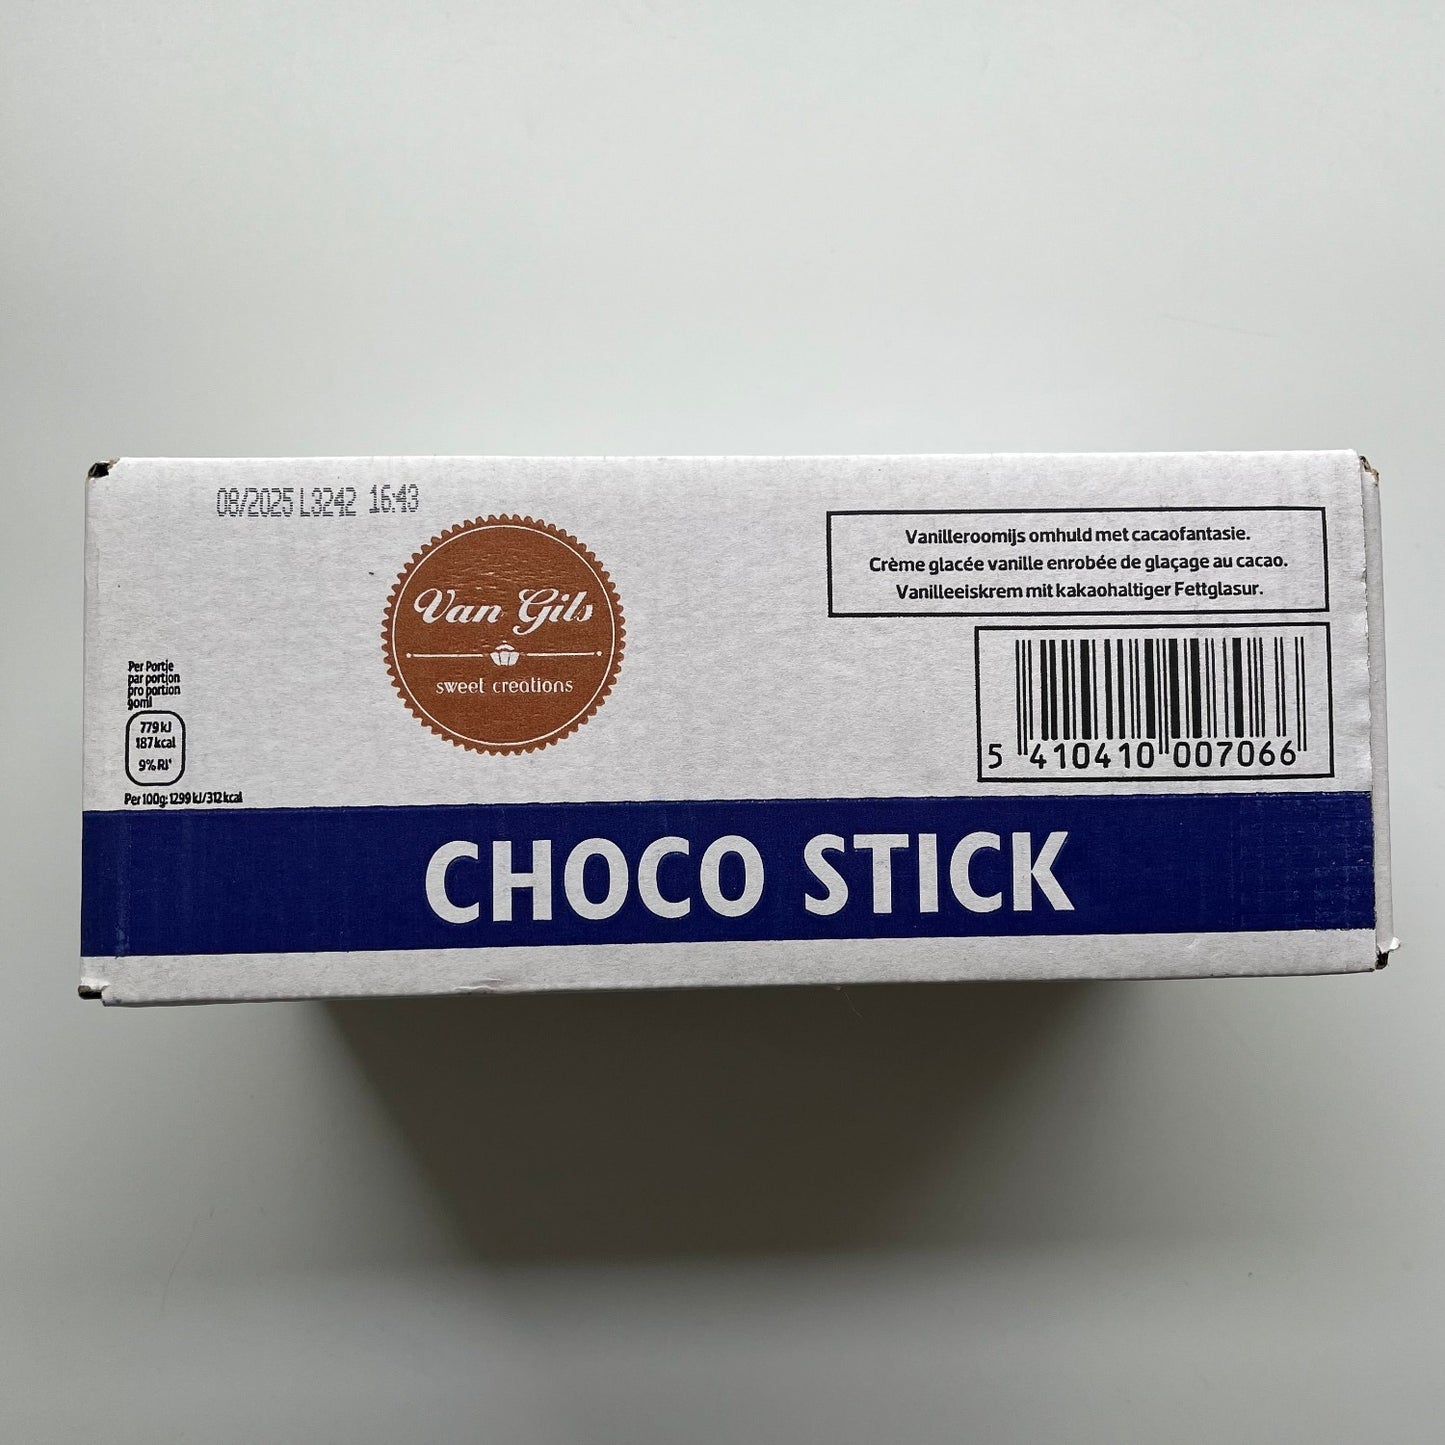 08/2025 L3242 16:43
Van Gils
sweet creations
Vanilleroomijs omhuld met cacaofantasie.
Crème glacée vanille enrobée de glaçage au cacao.
Vanilleeiskrem mit kakaohaltiger Fettglasur.
5 410410 007066
Per Portie
par portion
pro portion
90ml
779 kJ
187 kcal
9% RI*
Per 100g: 1299 kJ/312 kcal
CHOCO STICK